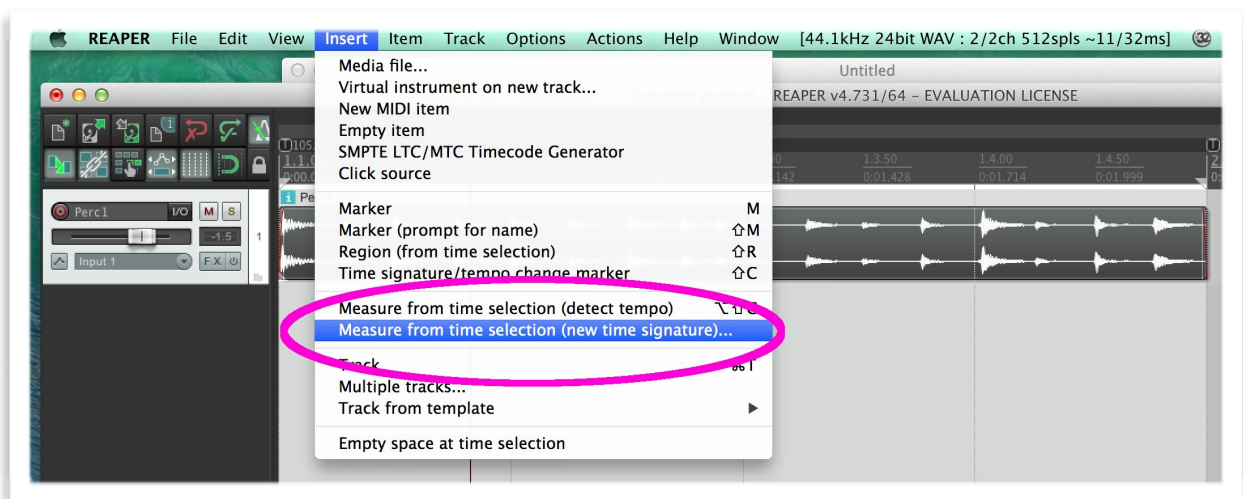 REAPER File Edit View Insert Item Track Options Actions Help Window [44.1kHz 24bit WAV : 2/2ch 512spls ~11/32ms]
Untitled
REAPER v4.731/64 – EVALUATION LICENSE
Media file...
Virtual instrument on new track...
New MIDI item
Empty item
SMPTE LTC/MTC Timecode Generator
Click source
Marker M
Marker (prompt for name) ⇧M
Region (from time selection) ⇧R
Time signature/tempo change marker ⇧C
Measure from time selection (detect tempo) ⌥⇧C
Measure from time selection (new time signature)...
Track ⌘T
Multiple tracks...
Track from template
Empty space at time selection
1.3.50 1.4.00 1.4.50
0:01.428 0:01.714 0:01.999
Perc1 I/O M S
-1.5 1
Input 1 FX